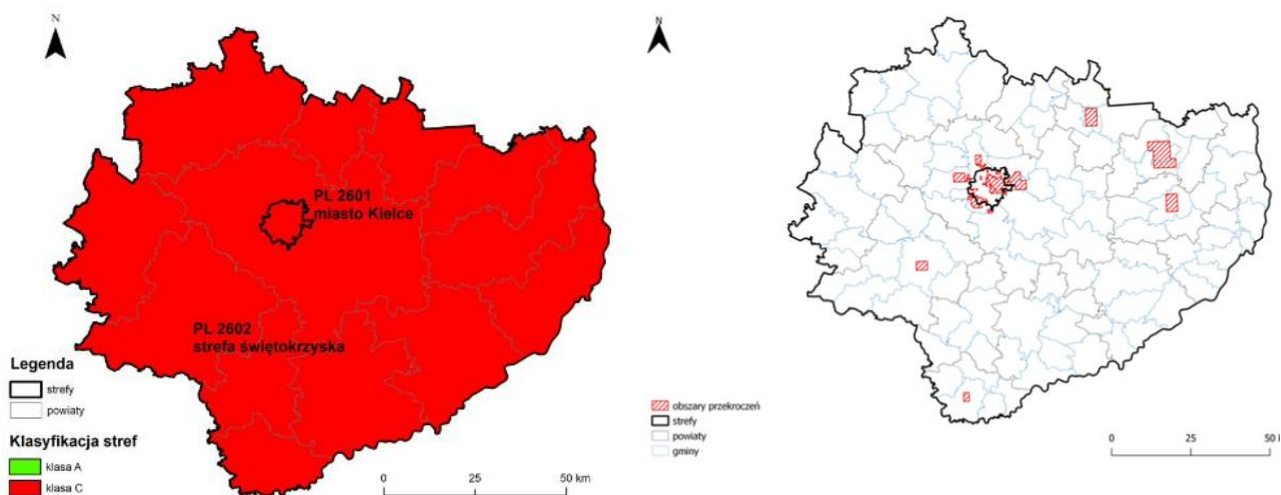 N
PL 2601
miasto Kielce
PL 2602
strefa świętokrzyska
Legenda
strefy
powiaty
Klasyfikacja stref
klasa A
klasa C
0 25 50 km
N
obszary przekroczeń
strefy
powiaty
gminy
0 25 50 k